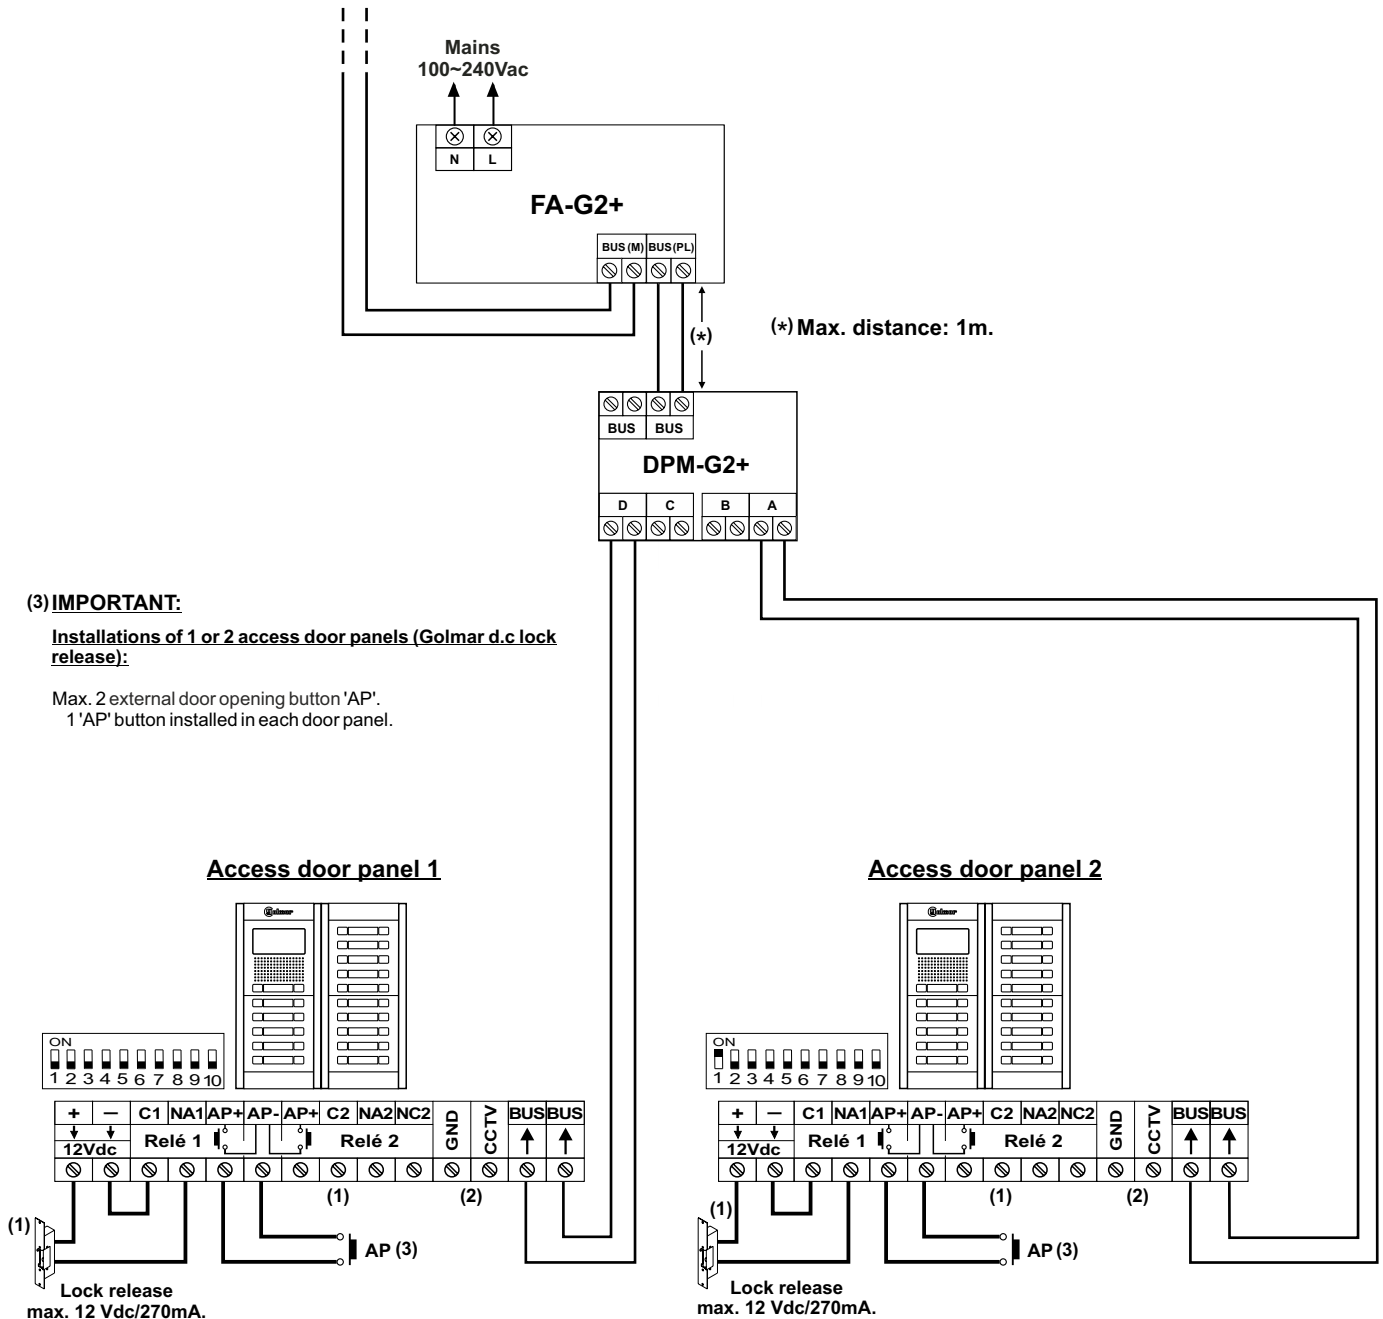 Mains
100~240Vac
N L
FA-G2+
BUS (M) BUS (PL)
(*)
(*) Max. distance: 1m.
BUS BUS
DPM-G2+
D C B A
(3) IMPORTANT:
Installations of 1 or 2 access door panels (Golmar d.c lock
release):
Max. 2 external door opening button 'AP'.
1 'AP' button installed in each door panel.
Access door panel 1
Golmar
ON
1 2 3 4 5 6 7 8 9 10
+ — C1 NA1 AP+ AP- AP+ C2 NA2 NC2 GND CCTV BUS BUS
12Vdc Relé 1 Relé 2
(1) (2)
(1)
AP (3)
Lock release
max. 12 Vdc/270mA.
Access door panel 2
Golmar
ON
1 2 3 4 5 6 7 8 9 10
+ — C1 NA1 AP+ AP- AP+ C2 NA2 NC2 GND CCTV BUS BUS
12Vdc Relé 1 Relé 2
(1) (2)
(1)
AP (3)
Lock release
max. 12 Vdc/270mA.